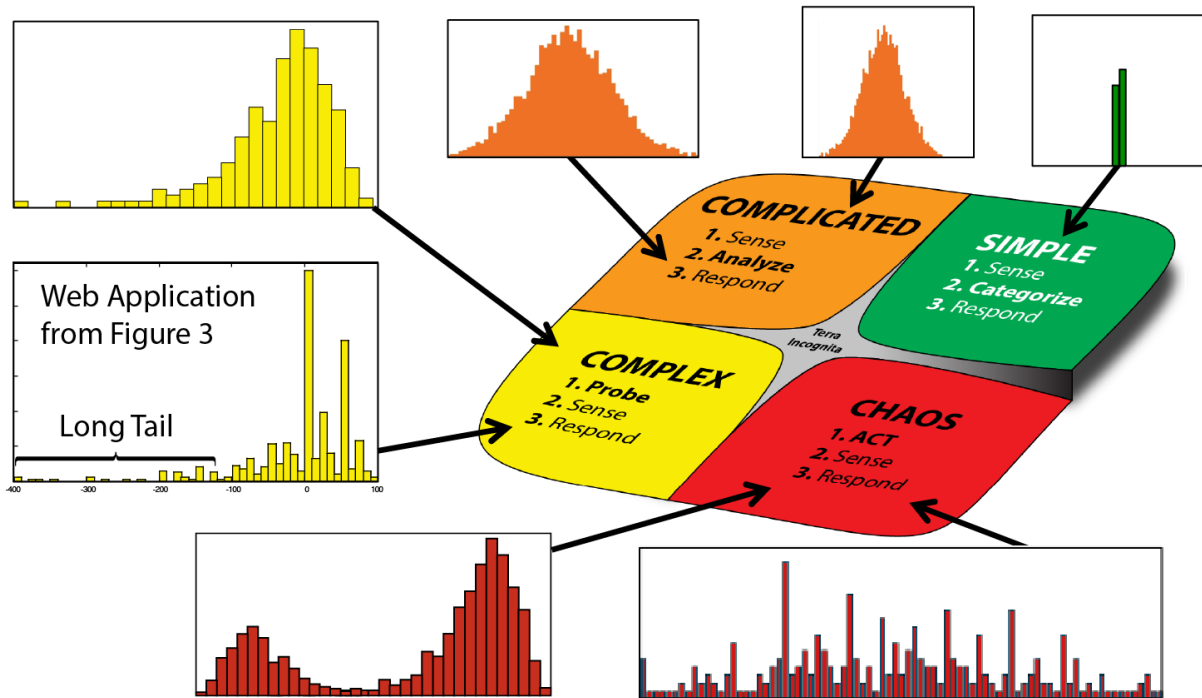 COMPLICATED
1. Sense
2. Analyze
3. Respond
SIMPLE
1. Sense
2. Categorize
3. Respond
Web Application
from Figure 3
Long Tail
-400 -300 -200 -100 0 100
Terra
Incognita
COMPLEX
1. Probe
2. Sense
3. Respond
CHAOS
1. ACT
2. Sense
3. Respond